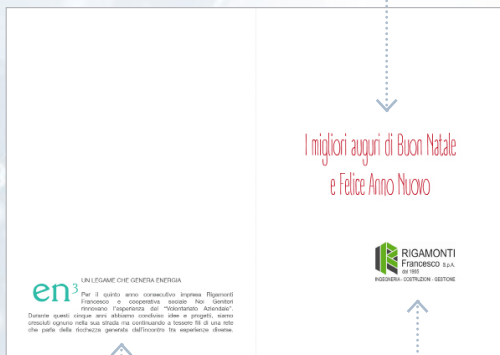 I migliori auguri di Buon Natale
e Felice Anno Nuovo
RIGAMONTI
Francesco S.p.A.
dal 1955
INGEGNERIA - COSTRUZIONI - GESTIONE
en3
UN LEGAME CHE GENERA ENERGIA
Per il quinto anno consecutivo Impresa Rigamonti
Francesco e cooperativa sociale Noi Genitori
rinnovano l'esperienza del "Volontariato Aziendale".
Durante questi cinque anni abbiamo condiviso idee e progetti, siamo
cresciuti ognuno nella sua strada ma continuando a tessere fili di una rete
che parla della ricchezza generata dall'incontro tra esperienze diverse.